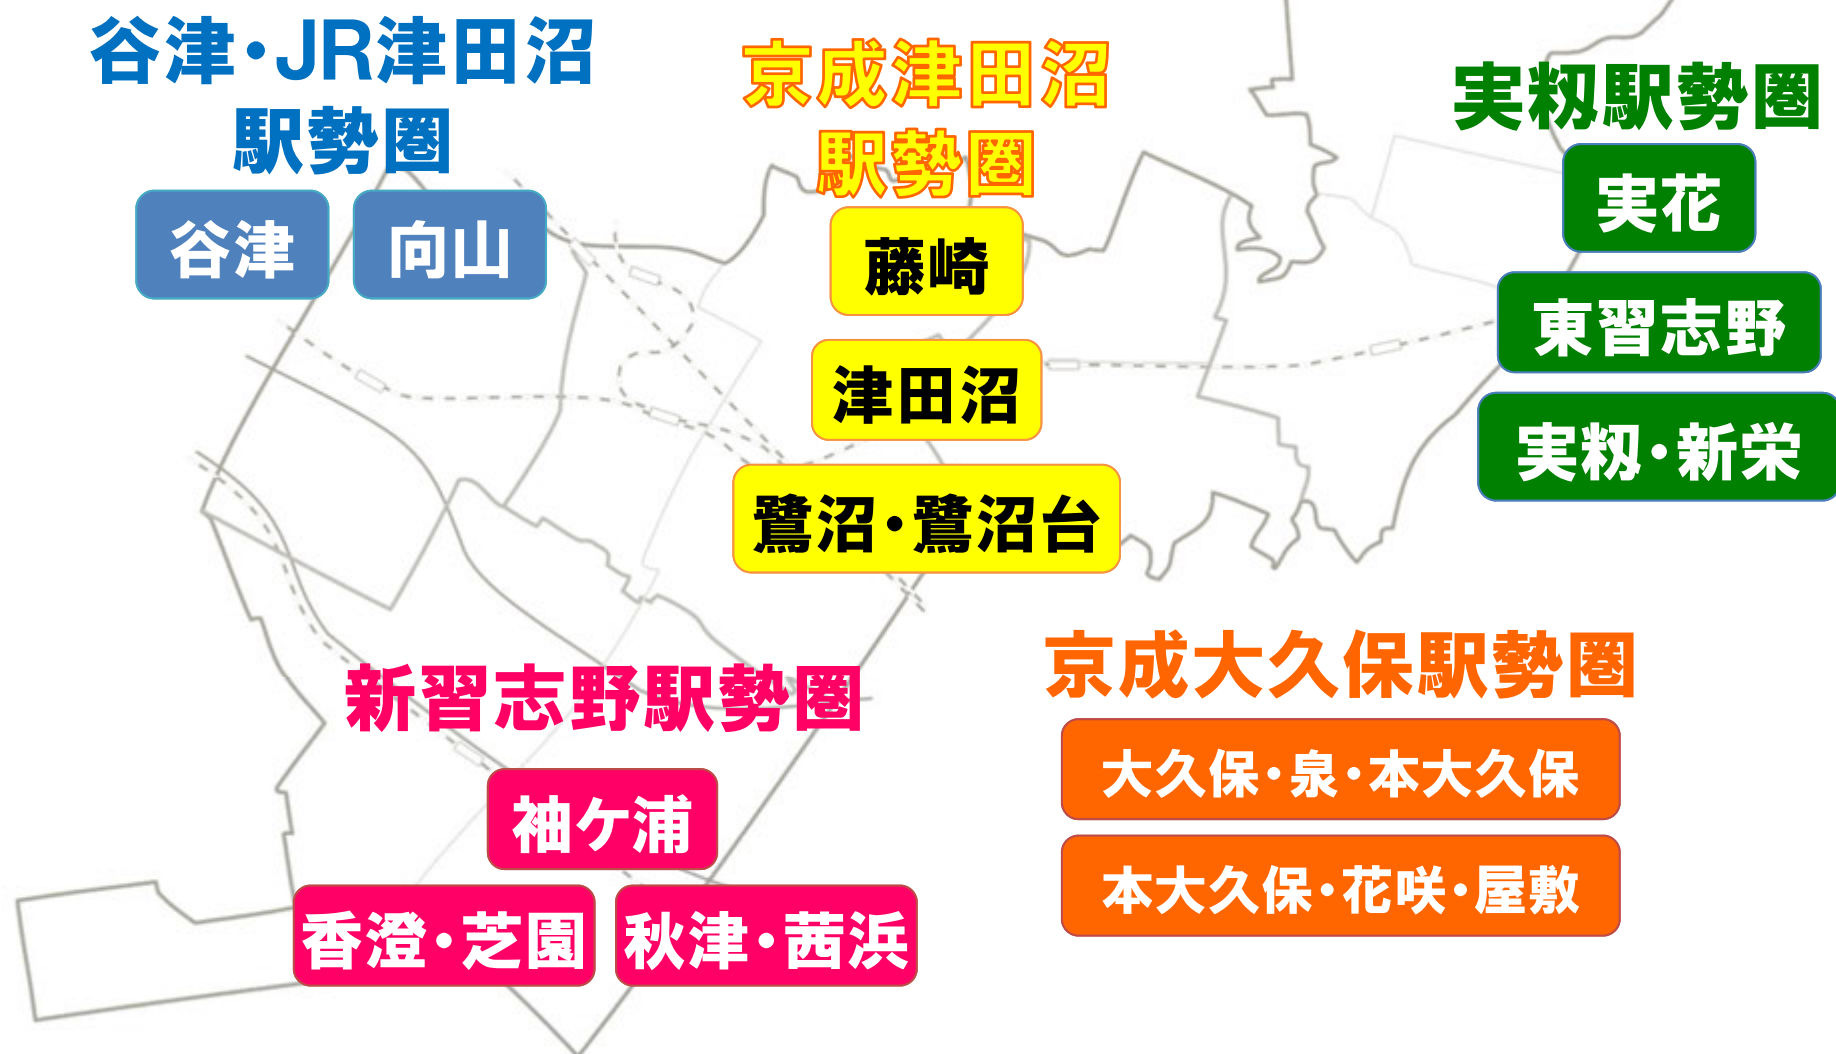 谷津・JR津田沼
駅勢圏
谷津
向山
京成津田沼
駅勢圏
藤崎
津田沼
鷺沼・鷺沼台
実籾駅勢圏
実花
東習志野
実籾・新栄
新習志野駅勢圏
袖ケ浦
香澄・芝園
秋津・茜浜
京成大久保駅勢圏
大久保・泉・本大久保
本大久保・花咲・屋敷